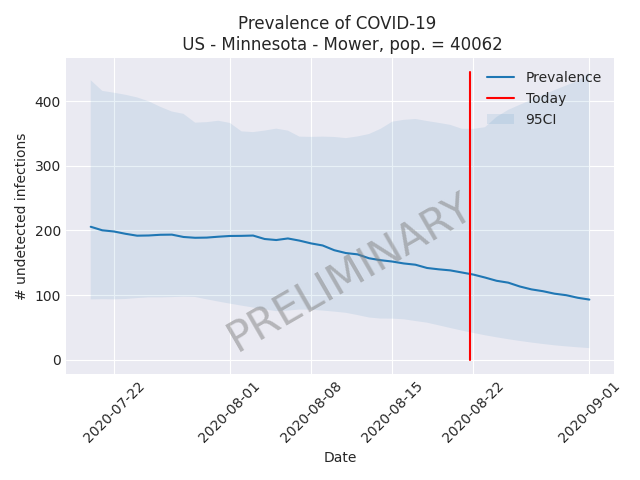 Prevalence of COVID-19
US - Minnesota - Mower, pop. = 40062
# undetected infections
400
300
200
100
0
Prevalence
Today
95CI
PRELIMINARY
2020-07-22
2020-08-01
2020-08-08
2020-08-15
2020-08-22
2020-09-01
Date